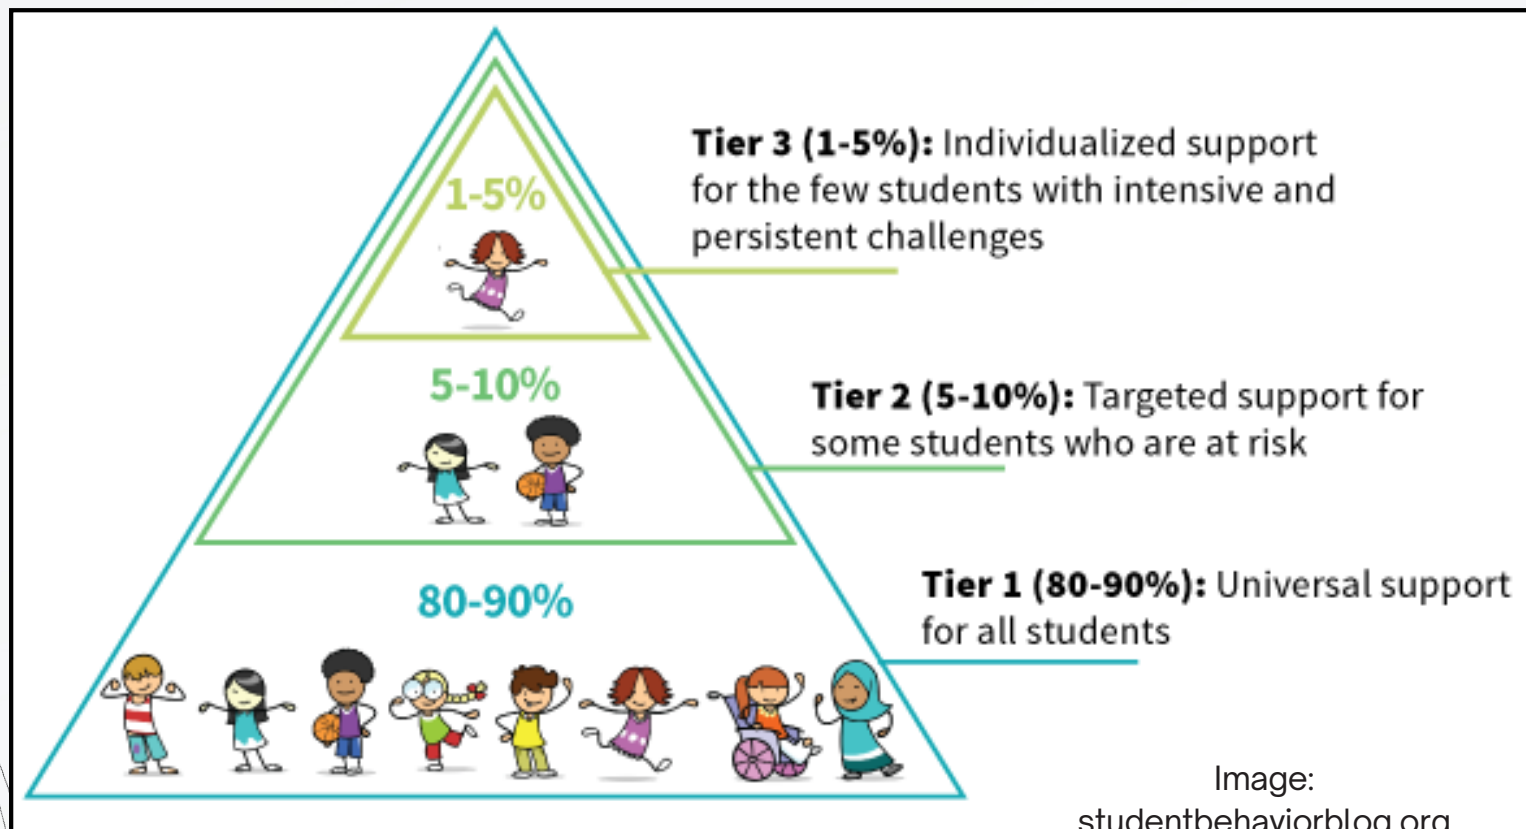 1-5%
Tier 3 (1-5%): Individualized support
for the few students with intensive and
persistent challenges
5-10%
Tier 2 (5-10%): Targeted support for
some students who are at risk
80-90%
Tier 1 (80-90%): Universal support
for all students
Image:
studentbehaviorblog.org